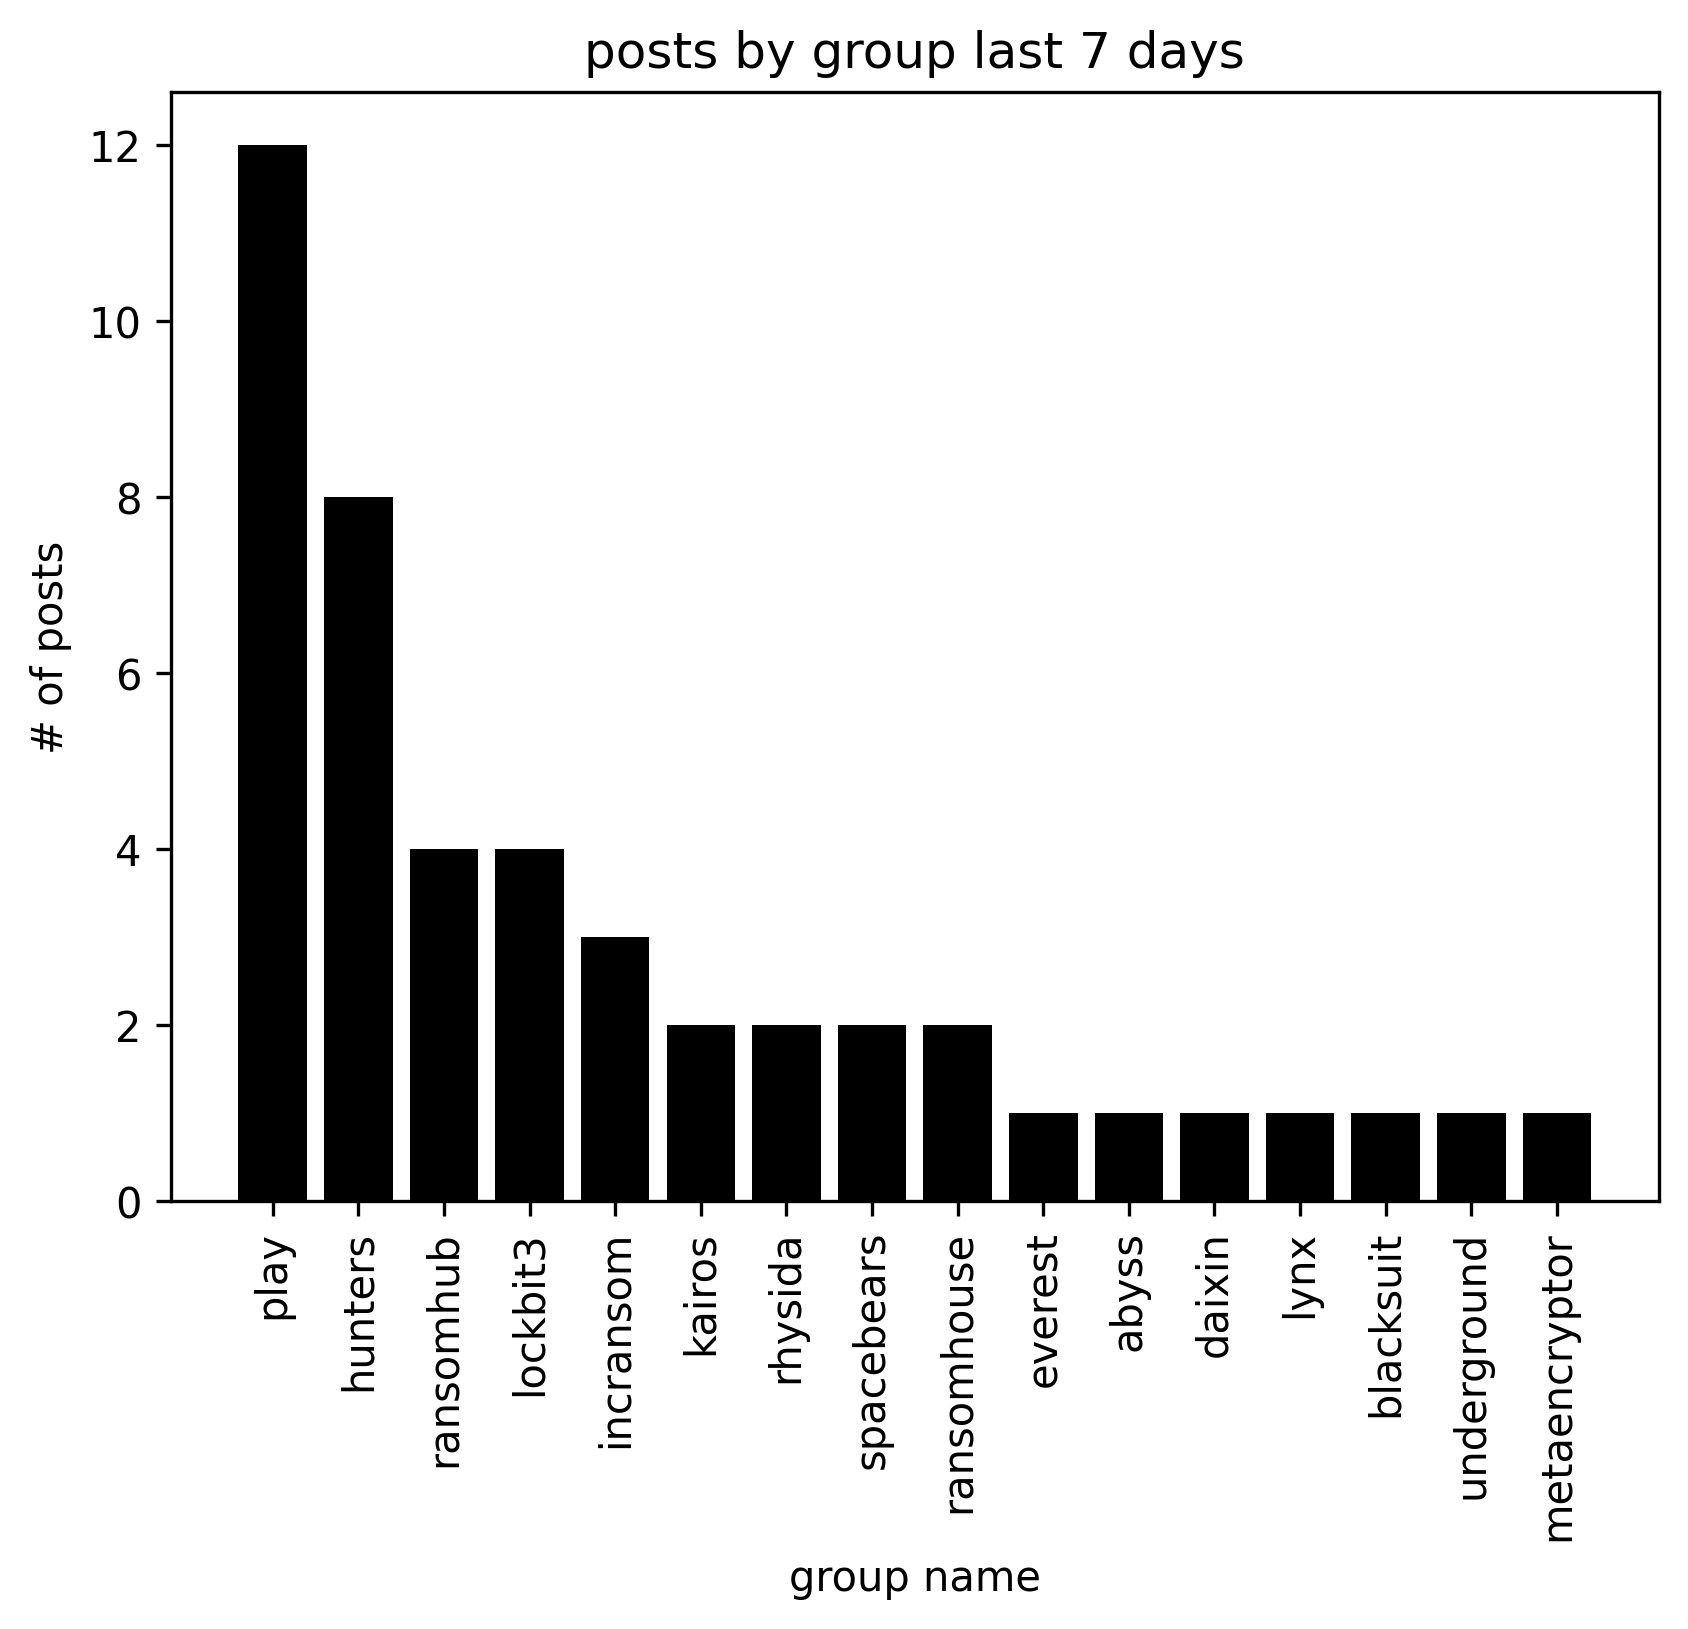 posts by group last 7 days
# of posts
12
10
8
6
4
2
0
play
hunters
ransomhub
lockbit3
incransom
kairos
rhysida
spacebears
ransomhouse
everest
abyss
daixin
lynx
blacksuit
underground
metaencryptor
group name